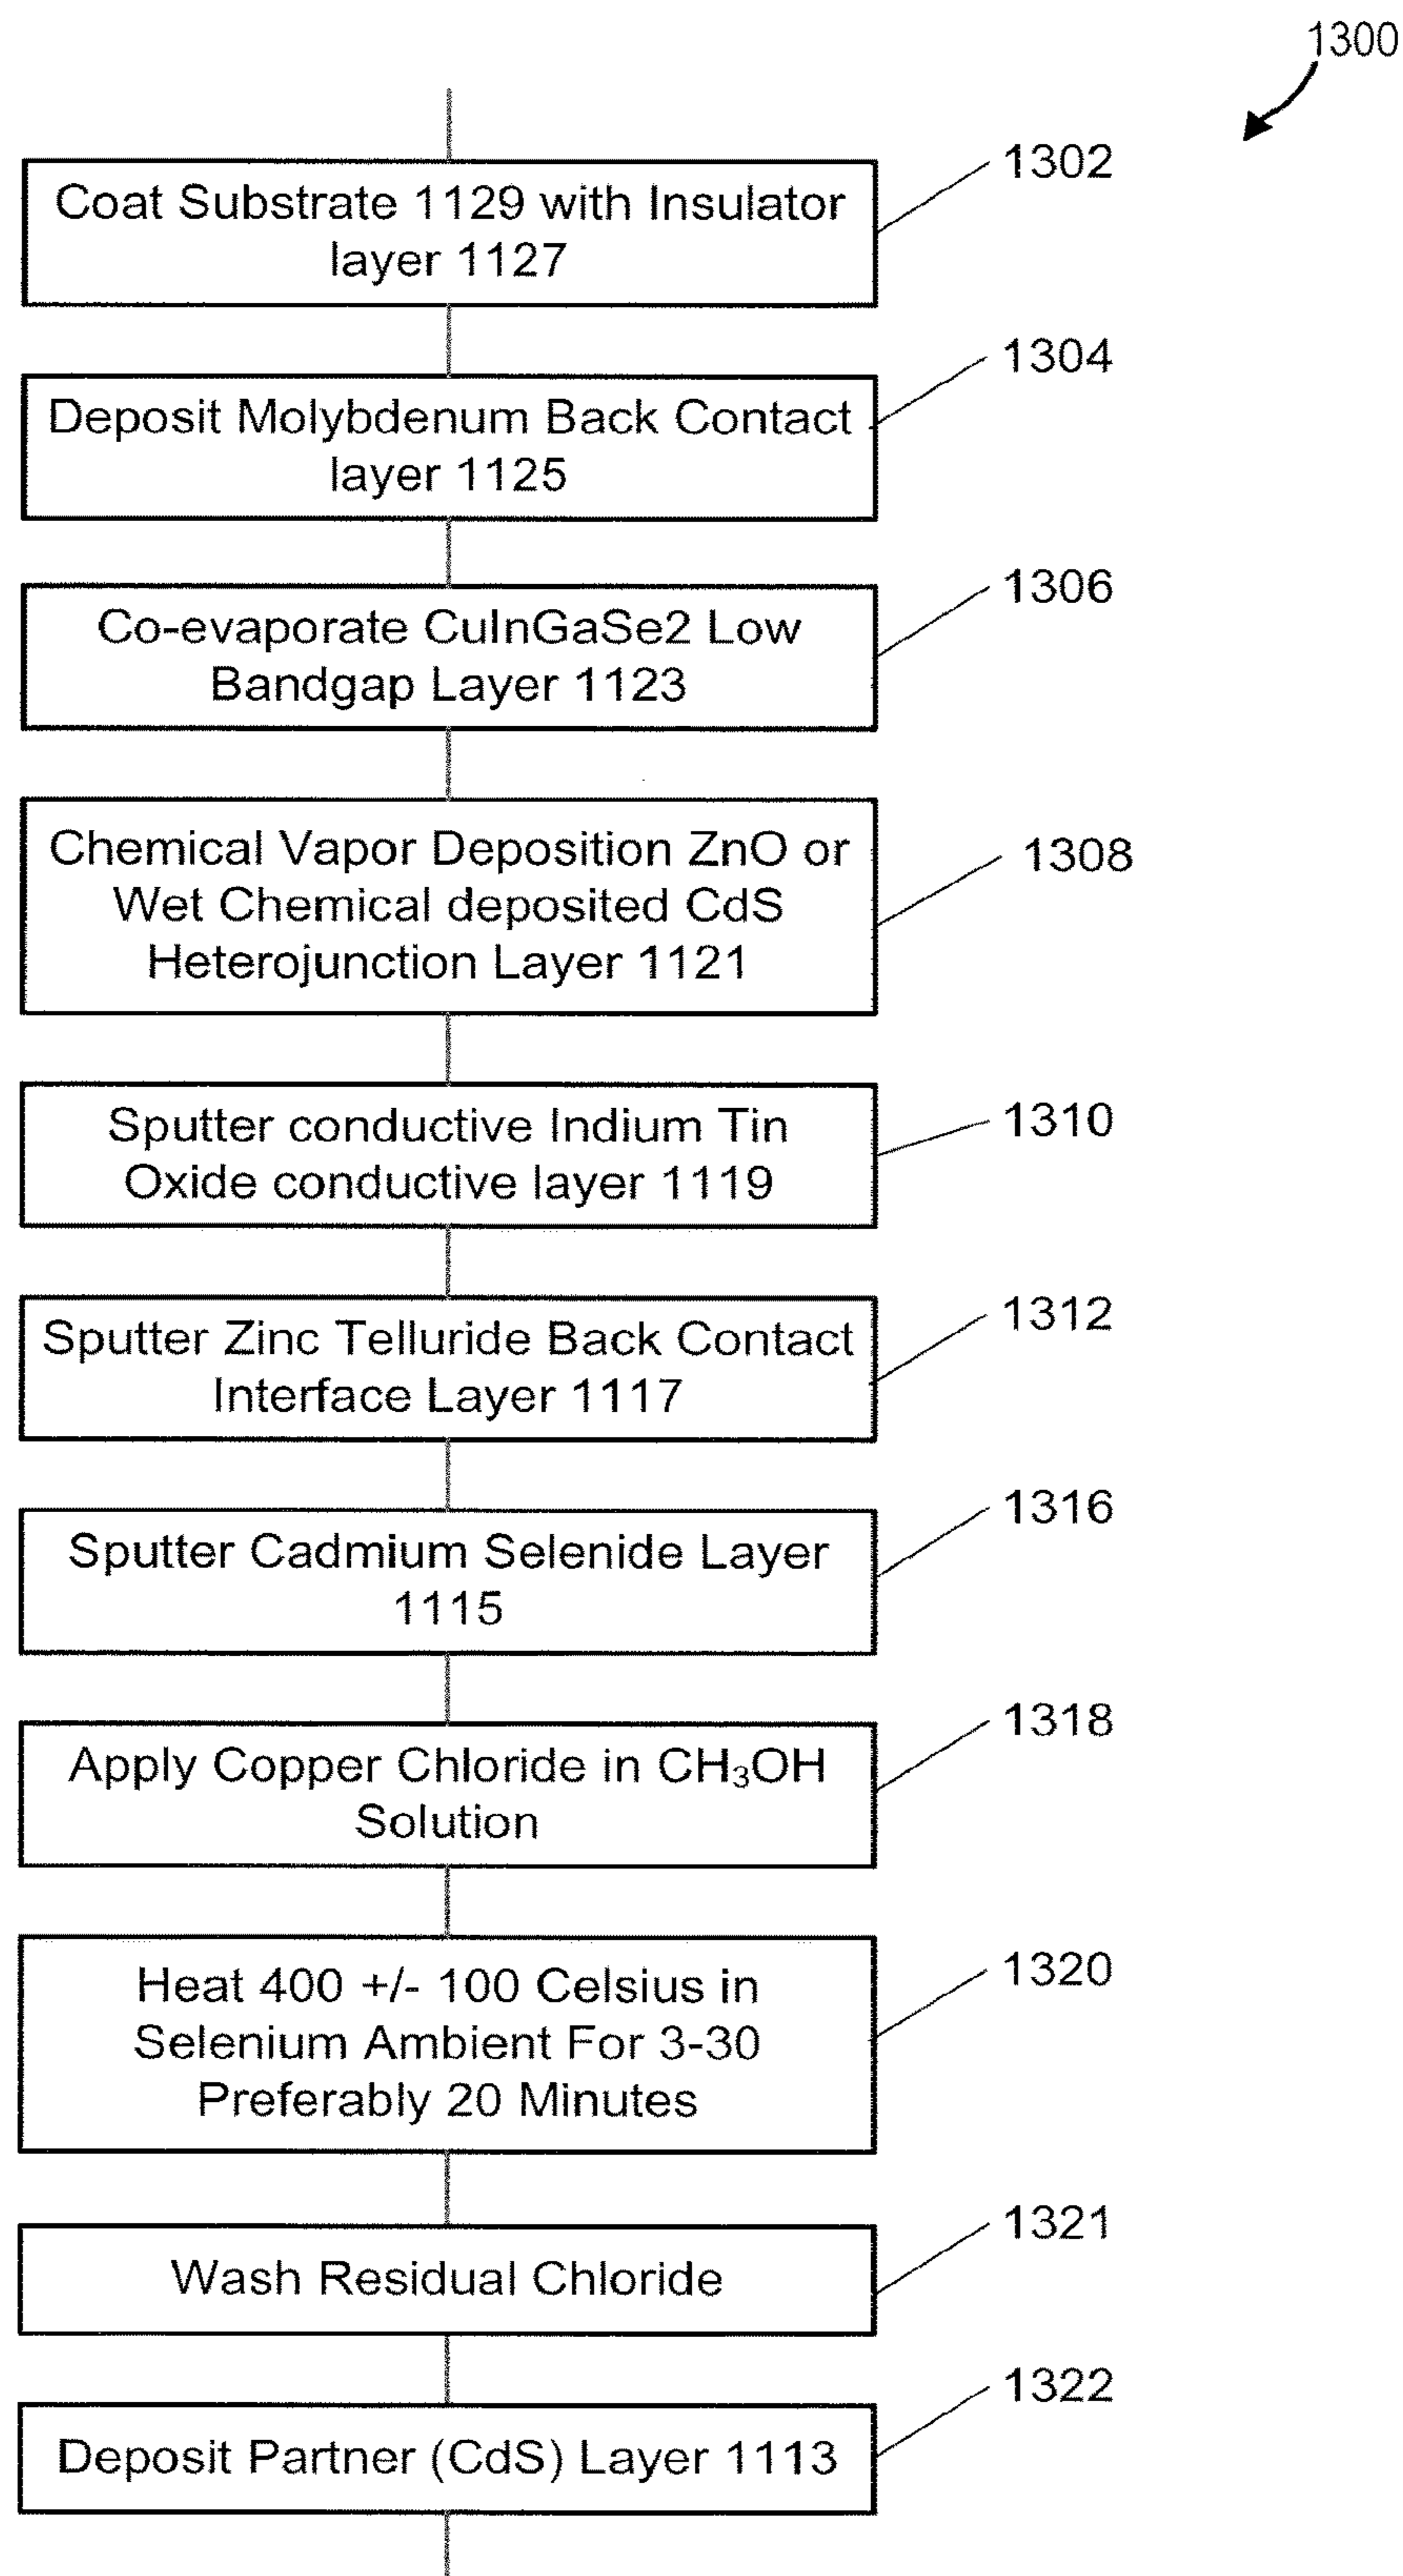 1300
Coat Substrate 1129 with Insulator
layer 1127
1302
Deposit Molybdenum Back Contact
layer 1125
1304
Co-evaporate CuInGaSe2 Low
Bandgap Layer 1123
1306
Chemical Vapor Deposition ZnO or
Wet Chemical deposited CdS
Heterojunction Layer 1121
1308
Sputter conductive Indium Tin
Oxide conductive layer 1119
1310
Sputter Zinc Telluride Back Contact
Interface Layer 1117
1312
Sputter Cadmium Selenide Layer
1115
1316
Apply Copper Chloride in CH₃OH
Solution
1318
Heat 400 +/- 100 Celsius in
Selenium Ambient For 3-30
Preferably 20 Minutes
1320
Wash Residual Chloride
1321
Deposit Partner (CdS) Layer 1113
1322